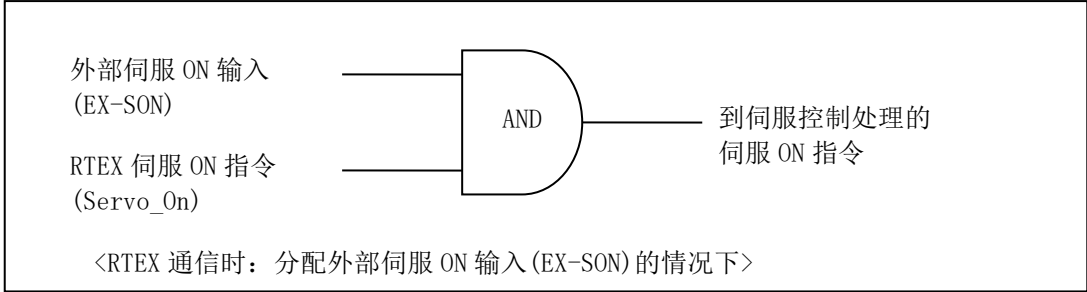 外部伺服 ON 输入
(EX-SON)
AND
到伺服控制处理的
伺服 ON 指令
RTEX 伺服 ON 指令
(Servo_On)
<RTEX 通信时：分配外部伺服 ON 输入(EX-SON)的情况下>